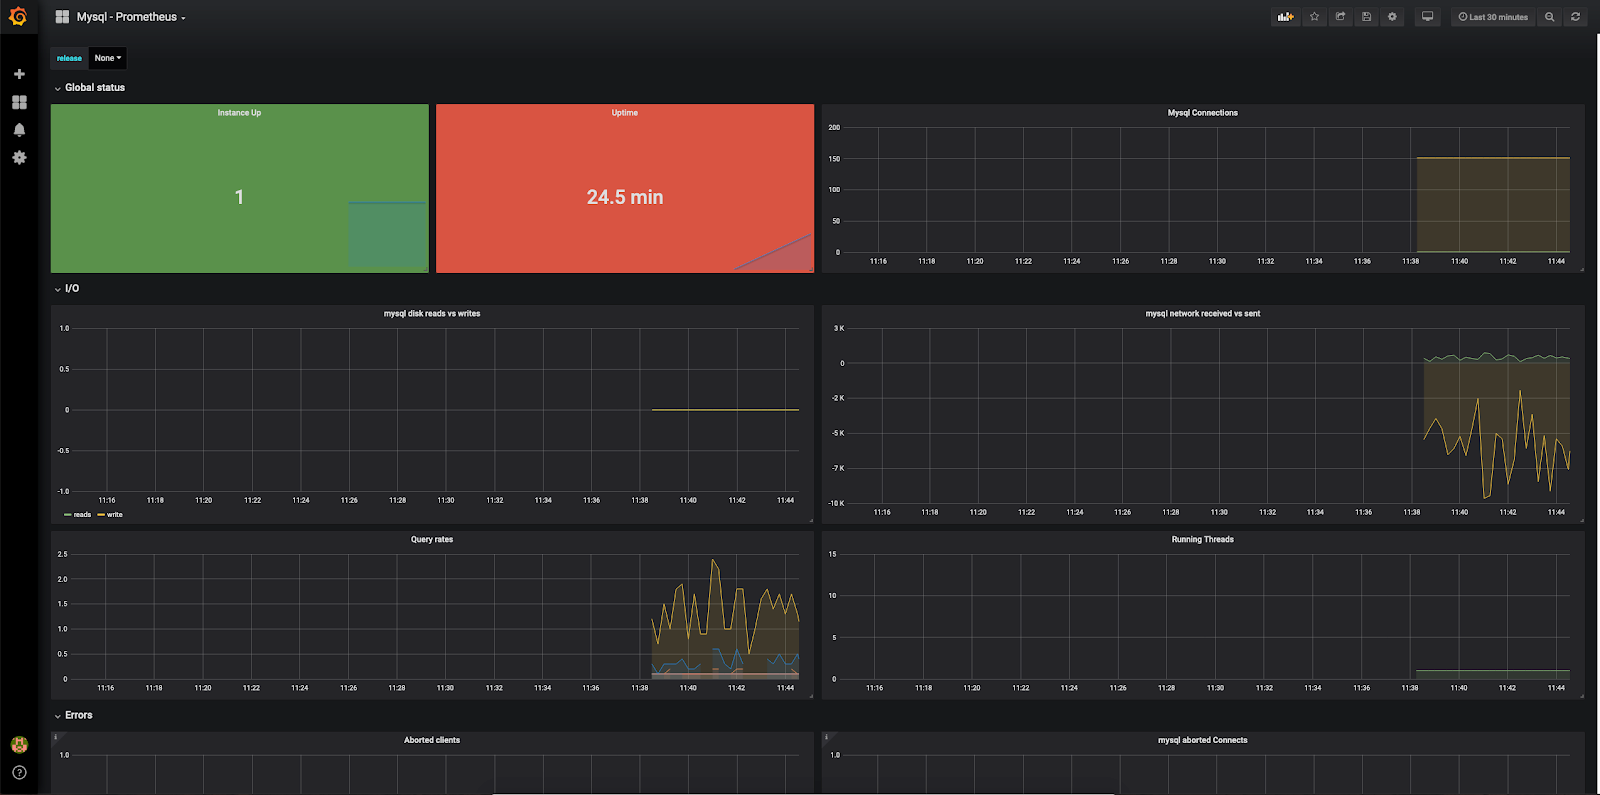 Mysql - Prometheus
Last 30 minutes
release None
Global status
Instance Up
1
Uptime
24.5 min
Mysql Connections
200
150
100
50
0
11:16 11:18 11:20 11:22 11:24 11:26 11:28 11:30 11:32 11:34 11:36 11:38 11:40 11:42 11:44
I/O
mysql disk reads vs writes
1.0
0.5
0
-0.5
-1.0
11:16 11:18 11:20 11:22 11:24 11:26 11:28 11:30 11:32 11:34 11:36 11:38 11:40 11:42 11:44
reads write
mysql network received vs sent
3 K
0
-2 K
-5 K
-7 K
-10 K
11:16 11:18 11:20 11:22 11:24 11:26 11:28 11:30 11:32 11:34 11:36 11:38 11:40 11:42 11:44
Query rates
2.5
2.0
1.5
1.0
0.5
0
11:16 11:18 11:20 11:22 11:24 11:26 11:28 11:30 11:32 11:34 11:36 11:38 11:40 11:42 11:44
Running Threads
15
10
5
0
11:16 11:18 11:20 11:22 11:24 11:26 11:28 11:30 11:32 11:34 11:36 11:38 11:40 11:42 11:44
Errors
Aborted clients
1.0
mysql aborted Connects
1.0